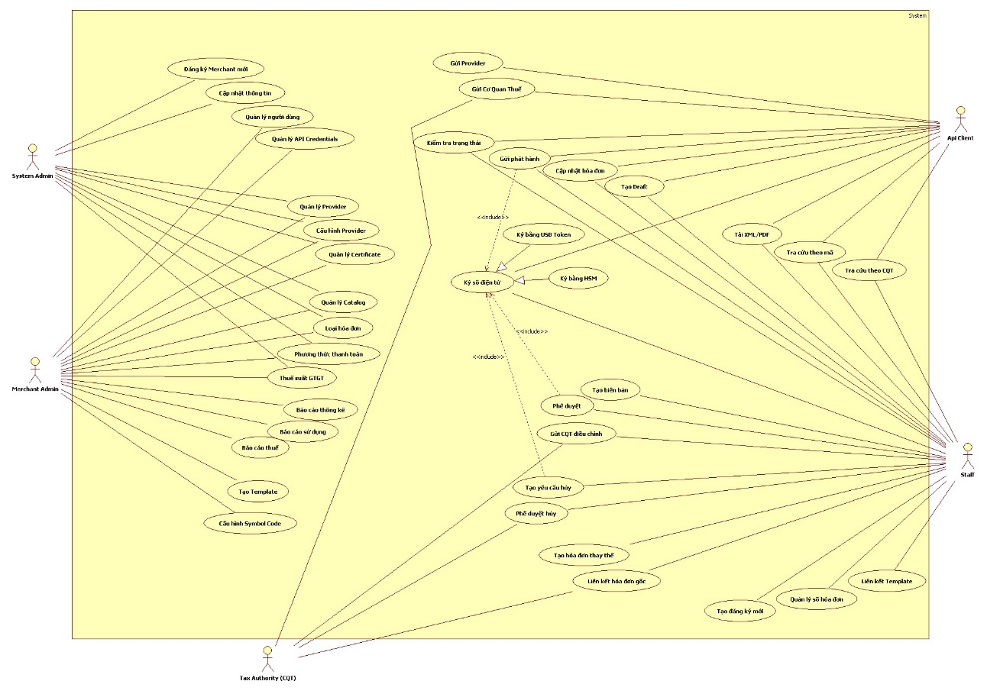 System
Đăng ký Merchant mới
Cập nhật thông tin
Quản lý người dùng
Quản lý API Credentials
System Admin
Quản lý Provider
Cấu hình Provider
Quản lý Certificate
Quản lý Catalog
Loại hóa đơn
Phương thức thanh toán
Thuế suất GTGT
Merchant Admin
Báo cáo thống kê
Báo cáo sử dụng
Báo cáo thuế
Tạo Template
Cấu hình Symbol Code
Gửi Provider
Gửi Cơ Quan Thuế
Kiểm tra trạng thái
Gửi phát hành
Cập nhật hóa đơn
Tạo Draft
Api Client
<<include>>
Ký bằng USB Token
Ký số điện tử
Ký bằng HSM
Tải XML/PDF
Tra cứu theo mã
Tra cứu theo CQT
<<include>>
<<include>>
Tạo biên bản
Phê duyệt
Gửi CQT điều chỉnh
Tạo yêu cầu hủy
Phê duyệt hủy
Staff
Tạo hóa đơn thay thế
Liên kết hóa đơn gốc
Liên kết Template
Quản lý số hóa đơn
Tạo đăng ký mới
Tax Authority (CQT)